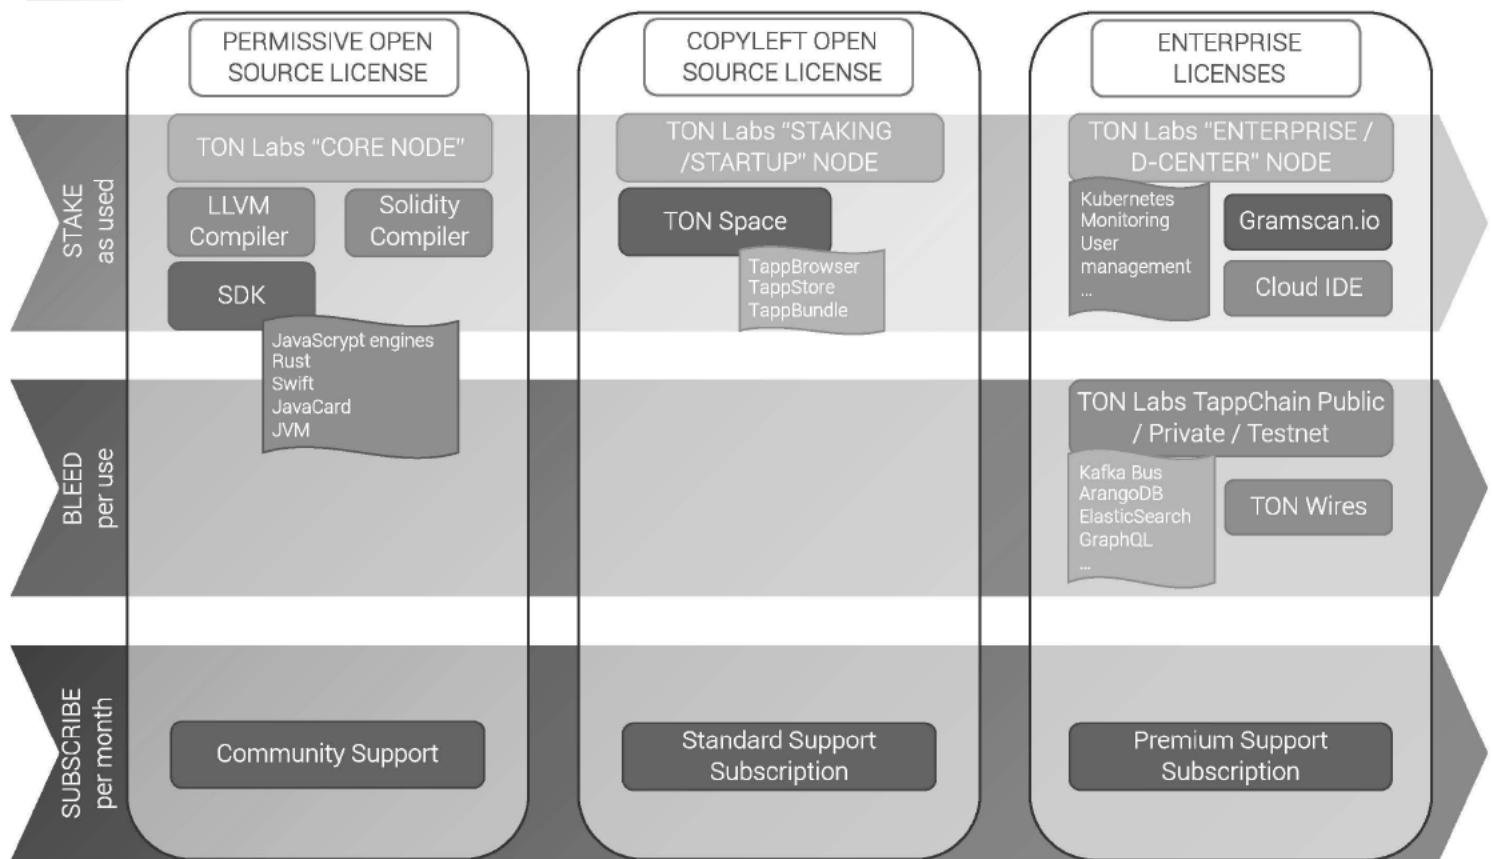 PERMISSIVE OPEN
SOURCE LICENSE
COPYLEFT OPEN
SOURCE LICENSE
ENTERPRISE
LICENSES
STAKE
as used
TON Labs “CORE NODE”
LLVM
Compiler
Solidity
Compiler
SDK
JavaScrypt engines
Rust
Swift
JavaCard
JVM
TON Labs “STAKING
/STARTUP” NODE
TON Space
TappBrowser
TappStore
TappBundle
TON Labs “ENTERPRISE /
D-CENTER” NODE
Kubernetes
Monitoring
User
management
...
Gramscan.io
Cloud IDE
BLEED
per use
TON Labs TappChain Public
/ Private / Testnet
Kafka Bus
ArangoDB
ElasticSearch
GraphQL
...
TON Wires
SUBSCRIBE
per month
Community Support
Standard Support
Subscription
Premium Support
Subscription